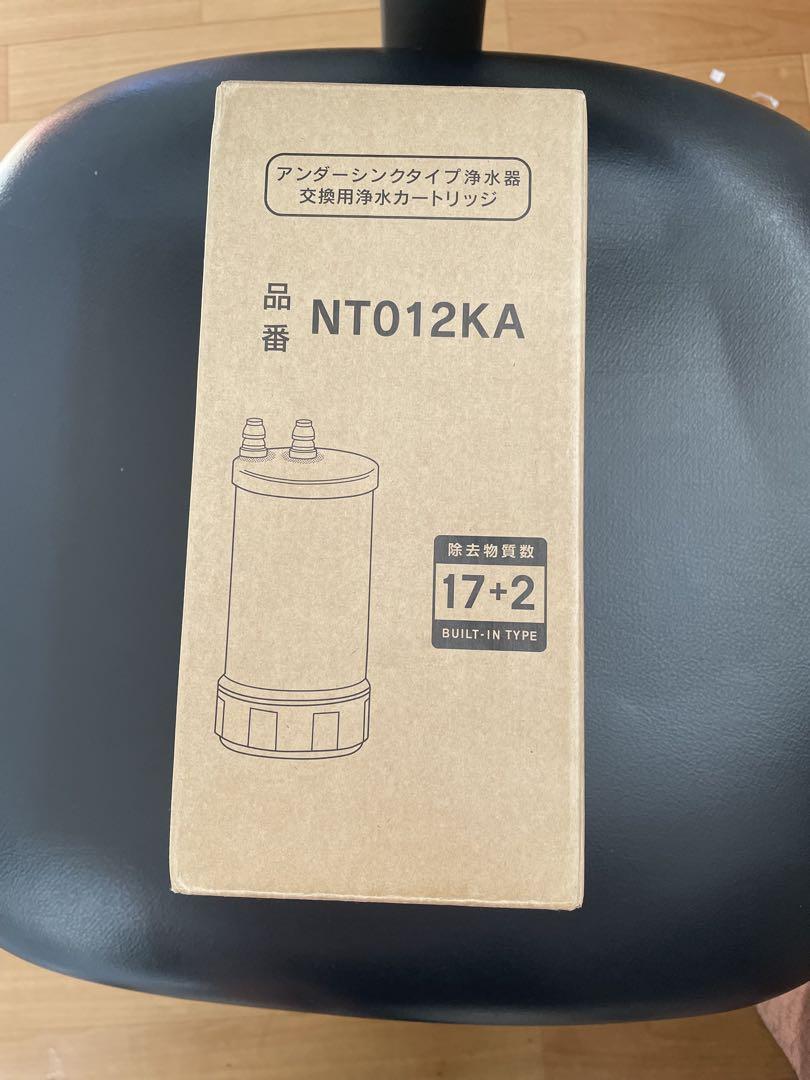 アンダーシンクタイプ浄水器
交換用浄水カートリッジ
品番 NT012KA
除去物質数
17+2
BUILT-IN TYPE